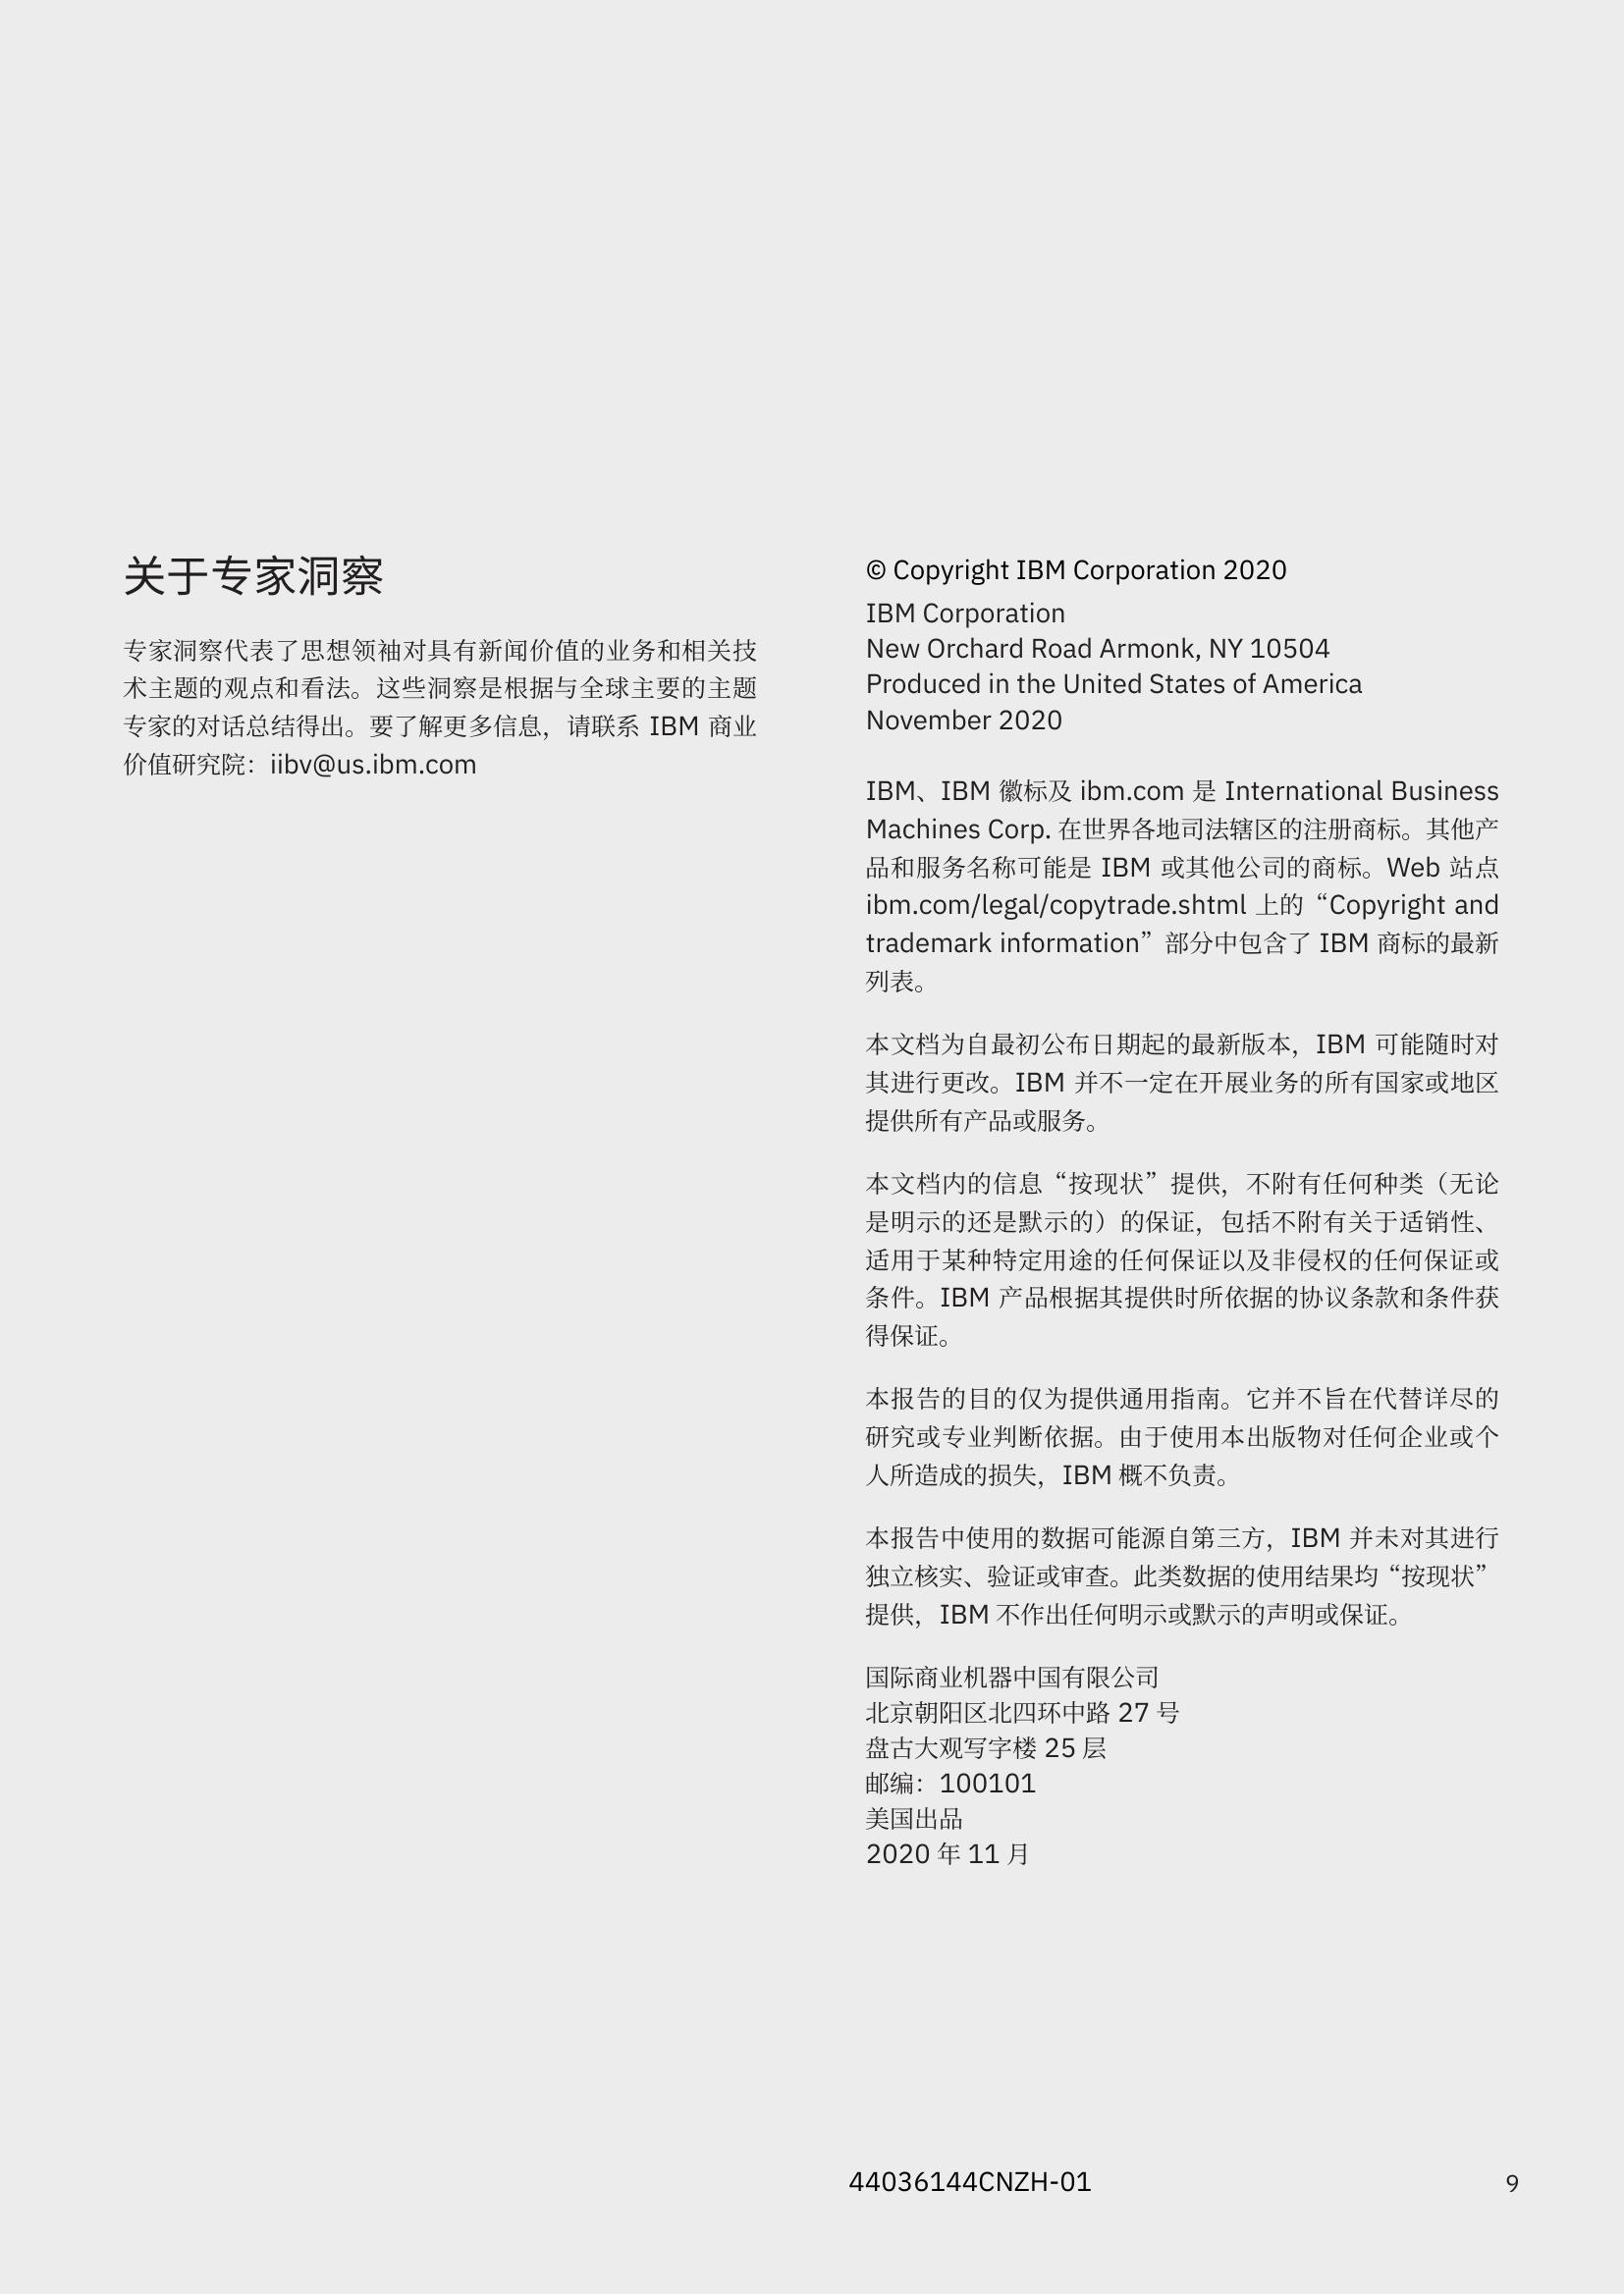 关于专家洞察
专家洞察代表了思想领袖对具有新闻价值的业务和相关技
术主题的观点和看法。这些洞察是根据与全球主要的主题
专家的对话总结得出。要了解更多信息，请联系 IBM 商业
价值研究院：iibv@us.ibm.com
© Copyright IBM Corporation 2020
IBM Corporation
New Orchard Road Armonk, NY 10504
Produced in the United States of America
November 2020
IBM、IBM 徽标及 ibm.com 是 International Business
Machines Corp. 在世界各地司法辖区的注册商标。其他产
品和服务名称可能是 IBM 或其他公司的商标。Web 站点
ibm.com/legal/copytrade.shtml 上的“Copyright and
trademark information”部分中包含了 IBM 商标的最新
列表。
本文档为自最初公布日期起的最新版本，IBM 可能随时对
其进行更改。IBM 并不一定在开展业务的所有国家或地区
提供所有产品或服务。
本文档内的信息“按现状”提供，不附有任何种类（无论
是明示的还是默示的）的保证，包括不附有关于适销性、
适用于某种特定用途的任何保证以及非侵权的任何保证或
条件。IBM 产品根据其提供时所依据的协议条款和条件获
得保证。
本报告的目的仅为提供通用指南。它并不旨在代替详尽的
研究或专业判断依据。由于使用本出版物对任何企业或个
人所造成的损失，IBM 概不负责。
本报告中使用的数据可能源自第三方，IBM 并未对其进行
独立核实、验证或审查。此类数据的使用结果均“按现状”
提供，IBM 不作出任何明示或默示的声明或保证。
国际商业机器中国有限公司
北京朝阳区北四环中路 27 号
盘古大观写字楼 25 层
邮编：100101
美国出品
2020 年 11 月
44036144CNZH-01
9